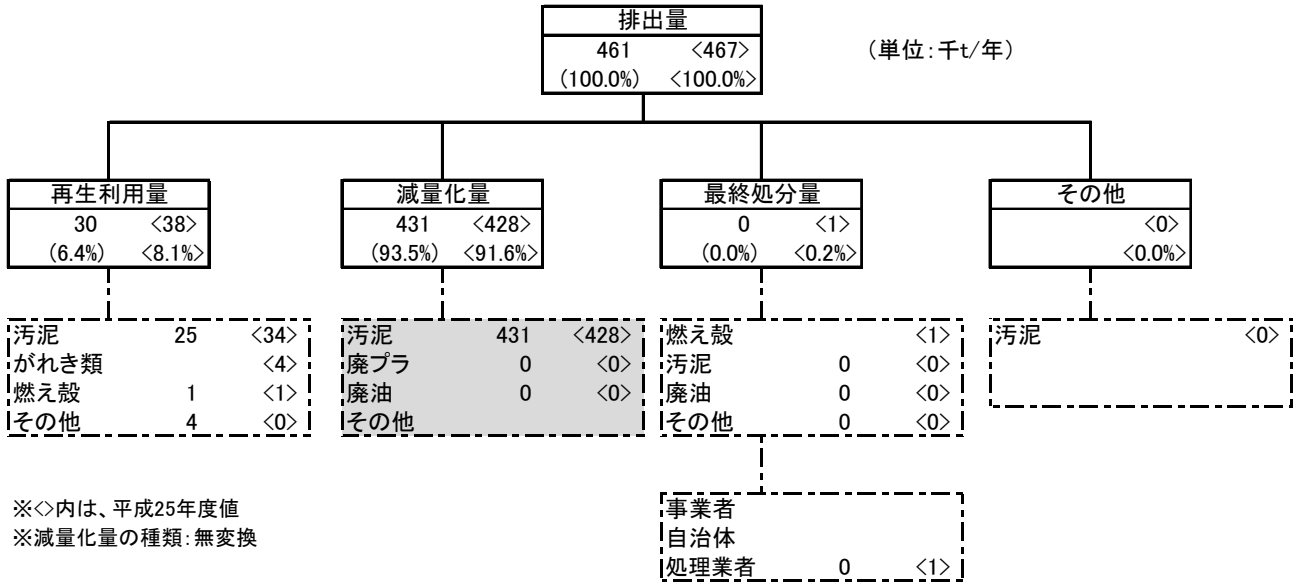 排出量
461 <467>
(100.0%) <100.0%>
(単位:千t/年)
再生利用量
30 <38>
(6.4%) <8.1%>
減量化量
431 <428>
(93.5%) <91.6%>
最終処分量
0 <1>
(0.0%) <0.2%>
その他
<0>
<0.0%>
汚泥 25 <34>
がれき類 <4>
燃え殻 1 <1>
その他 4 <0>
汚泥 431 <428>
廃プラ 0 <0>
廃油 0 <0>
その他
燃え殻 <1>
汚泥 0 <0>
廃油 0 <0>
その他 0 <0>
汚泥 <0>
事業者
自治体
処理業者 0 <1>
※<>内は、平成25年度値
※減量化量の種類:無変換